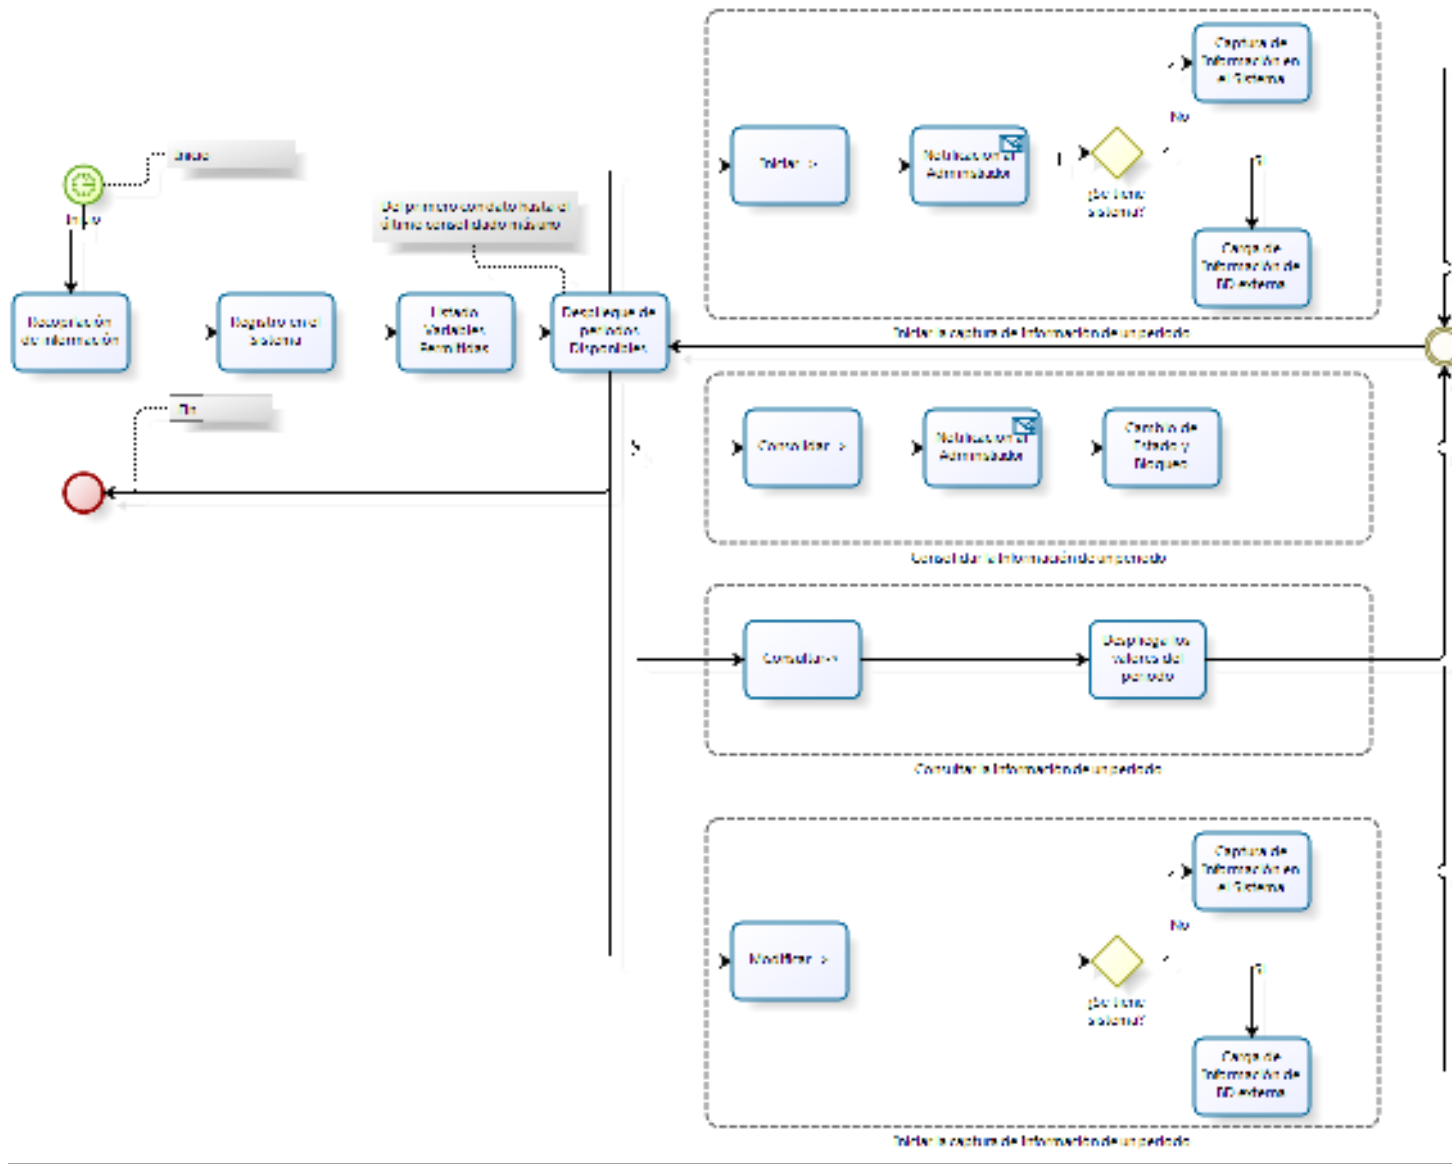 Inicio
Inicio
Del primero con dato hasta el
último consolidado más uno
Recopilación
de información
Registro en el
sistema
Listado
Variables
Permitidas
Despliegue de
periodos
Disponibles
Fin
Iniciar ->
Notificación al
Administrador
¿Se tiene
sistema?
No
Captura de
Información en
el Sistema
Si
Carga de
Información de
BD externa
Iniciar la captura de información de un periodo
Consolidar ->
Notificación al
Administrador
Cambio de
Estado y
Bloqueo
Consolidar la información de un periodo
Consultar->
Despliega los
valores del
periodo
Consultar la información de un periodo
Modificar ->
¿Se tiene
sistema?
No
Captura de
Información en
el Sistema
Si
Carga de
Información de
BD externa
Iniciar la captura de información de un periodo